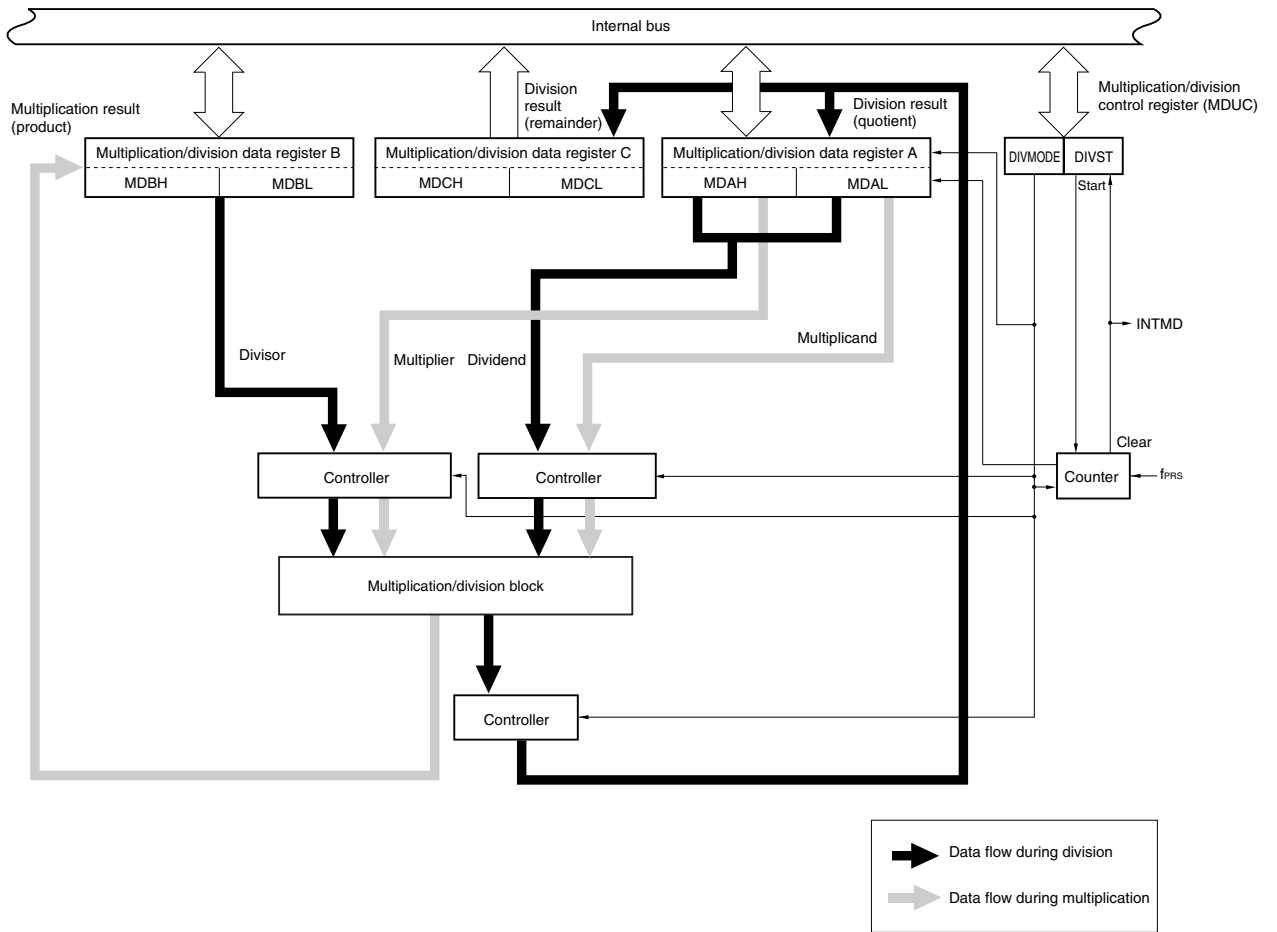 Internal bus
Multiplication result
(product)
Division
result
(remainder)
Division result
(quotient)
Multiplication/division
control register (MDUC)
Multiplication/division data register B
MDBH
MDBL
Multiplication/division data register C
MDCH
MDCL
Multiplication/division data register A
MDAH
MDAL
DIVMODE
DIVST
Start
INTMD
Divisor
Multiplier
Dividend
Multiplicand
Clear
Controller
Controller
Counter
fPRS
Multiplication/division block
Controller
Data flow during division
Data flow during multiplication